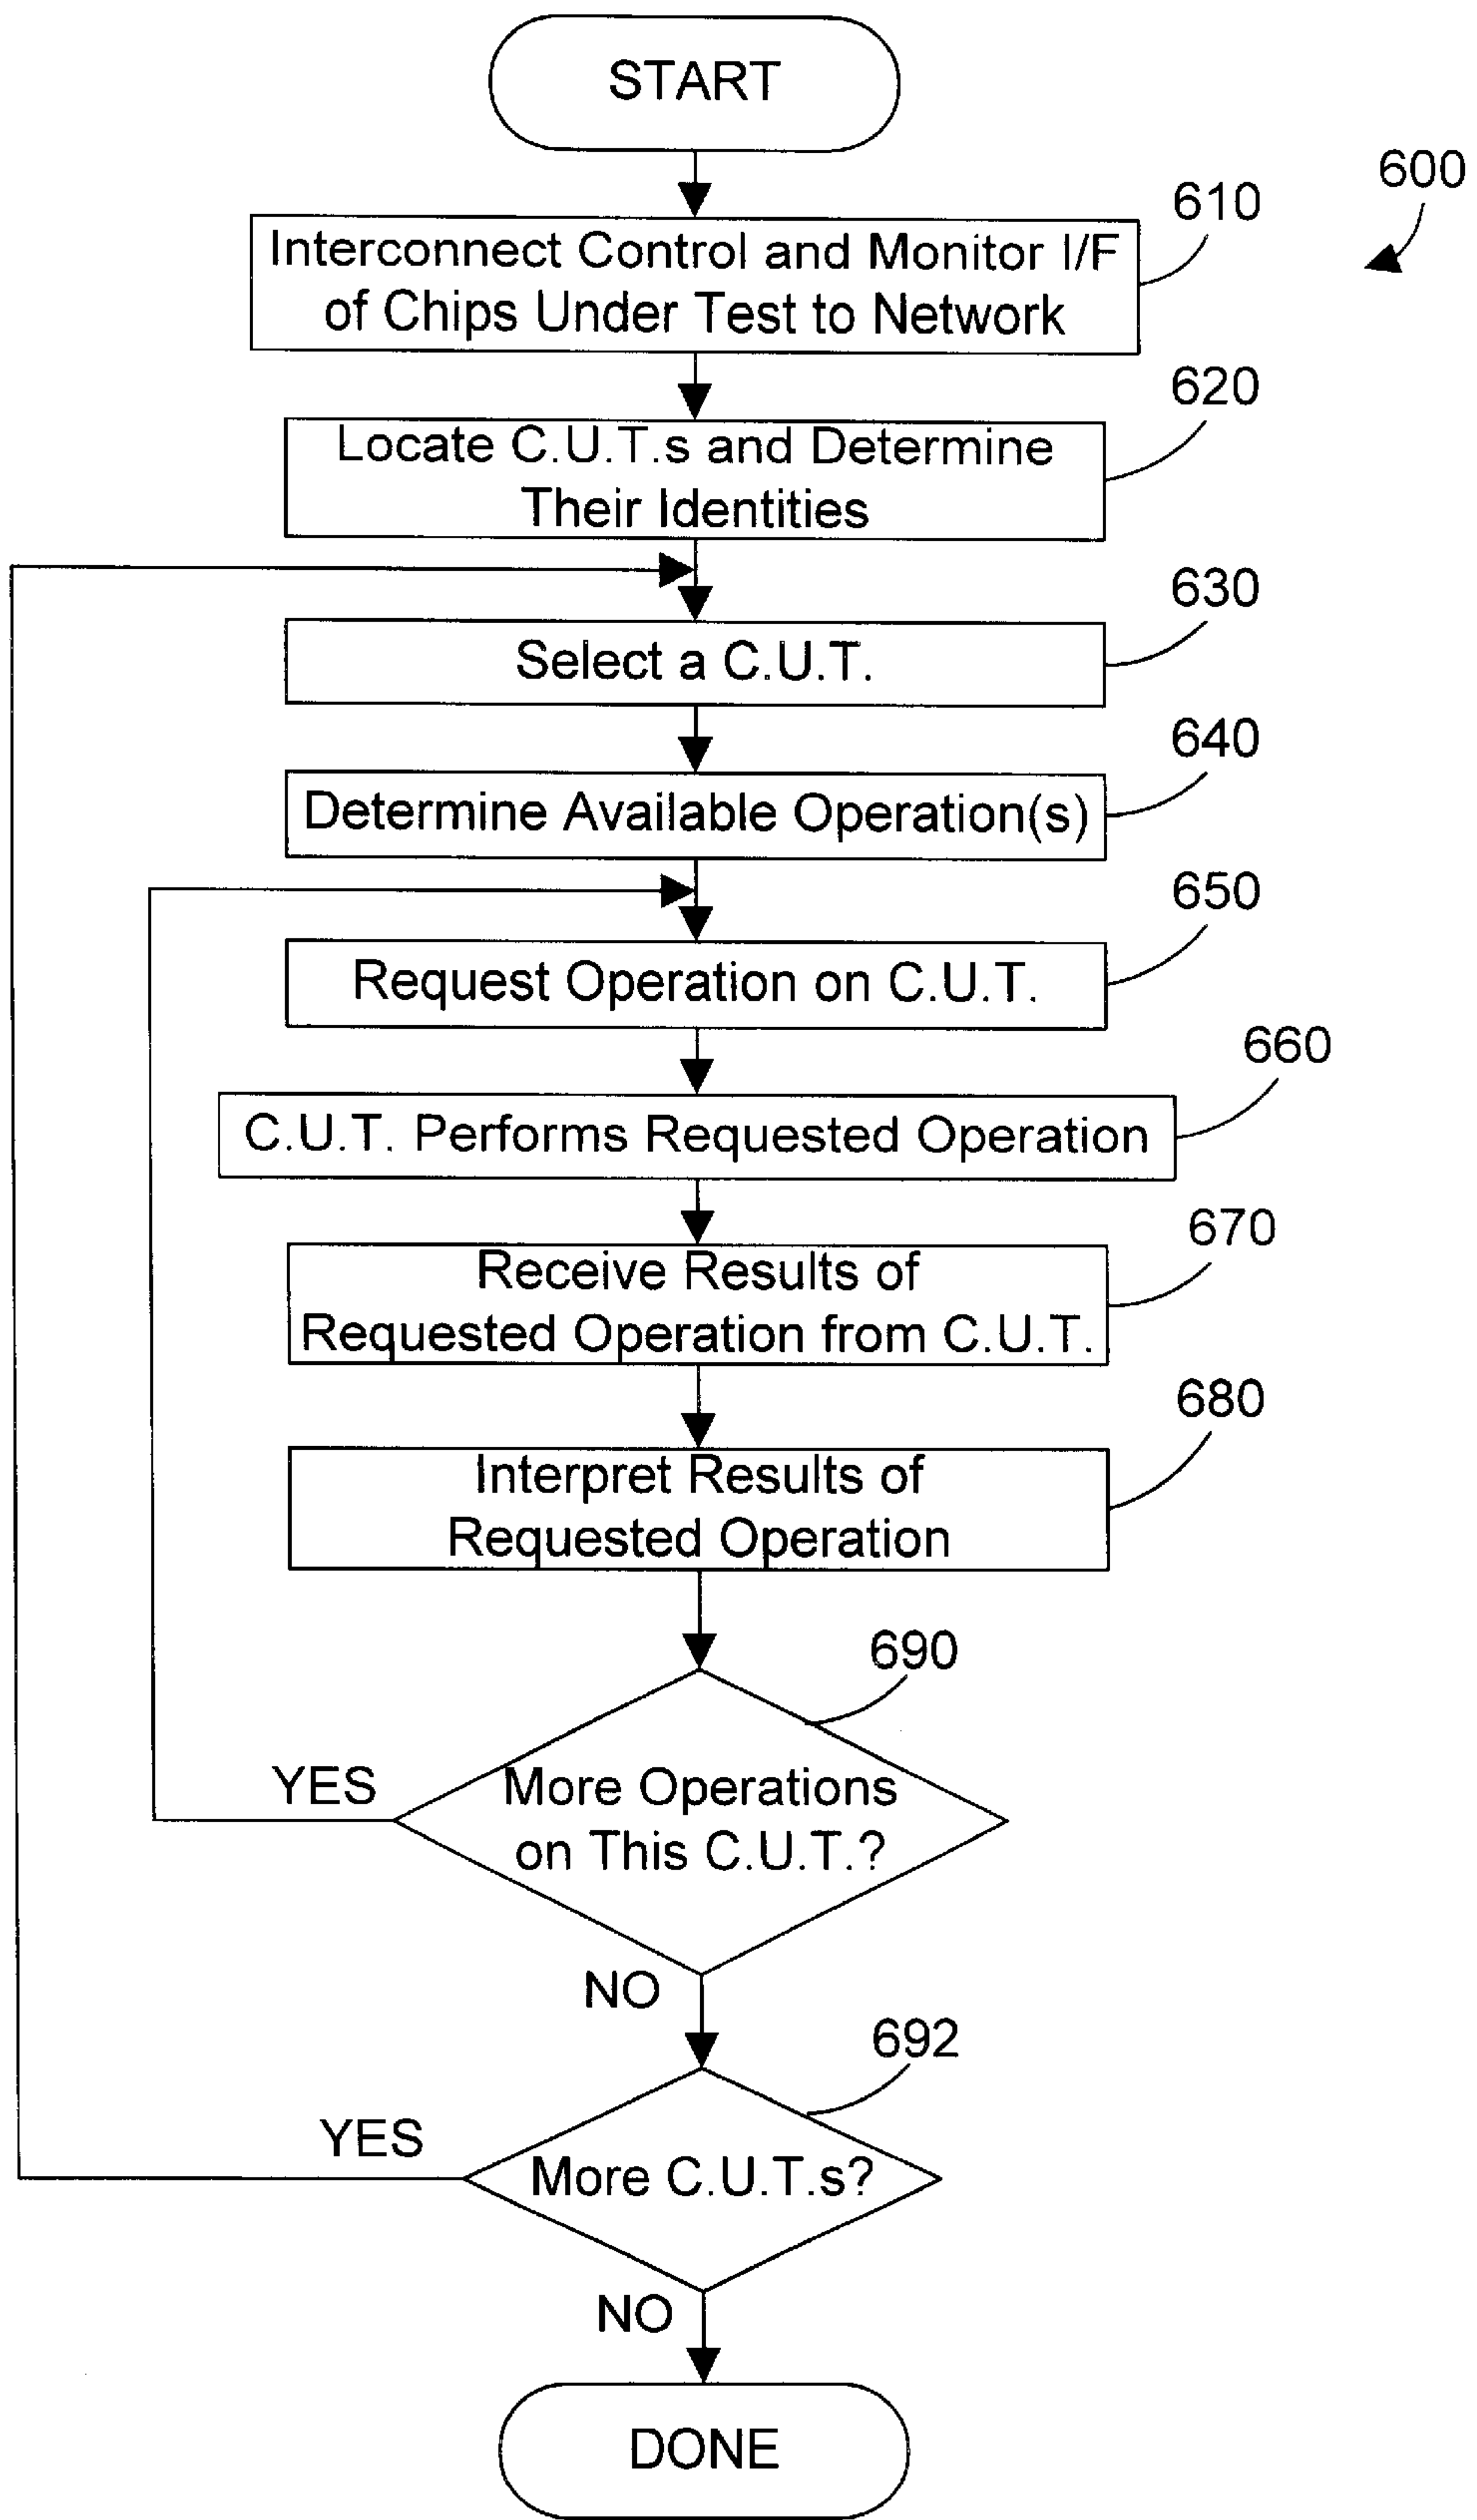 START
600
610
Interconnect Control and Monitor I/F
of Chips Under Test to Network
620
Locate C.U.T.s and Determine
Their Identities
630
Select a C.U.T.
640
Determine Available Operation(s)
650
Request Operation on C.U.T.
660
C.U.T. Performs Requested Operation
670
Receive Results of
Requested Operation from C.U.T.
680
Interpret Results of
Requested Operation
690
YES
More Operations
on This C.U.T.?
NO
692
YES
More C.U.T.s?
NO
DONE